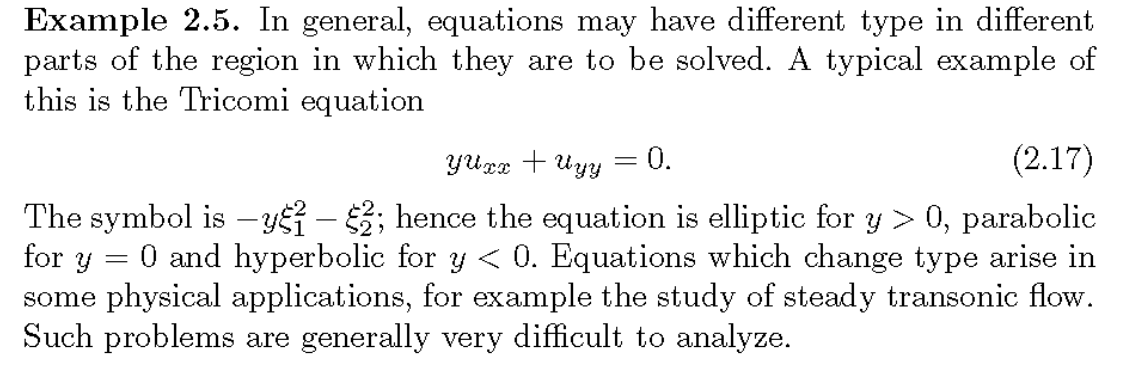 Example 2.5. In general, equations may have different type in different
parts of the region in which they are to be solved. A typical example of
this is the Tricomi equation
yu_{xx} + u_{yy} = 0. (2.17)
The symbol is −yξ_1^2 − ξ_2^2; hence the equation is elliptic for y > 0, parabolic
for y = 0 and hyperbolic for y < 0. Equations which change type arise in
some physical applications, for example the study of steady transonic flow.
Such problems are generally very difficult to analyze.